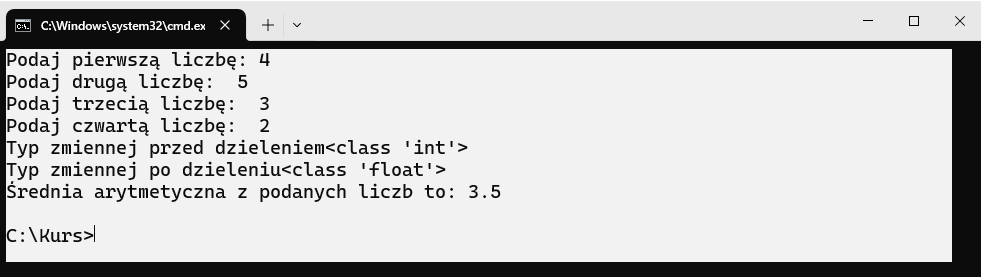 C:\Windows\system32\cmd.ex
Podaj pierwszą liczbę: 4
Podaj drugą liczbę:  5
Podaj trzecią liczbę:  3
Podaj czwartą liczbę:  2
Typ zmiennej przed dzieleniem<class 'int'>
Typ zmiennej po dzieleniu<class 'float'>
Średnia arytmetyczna z podanych liczb to: 3.5
C:\Kurs>